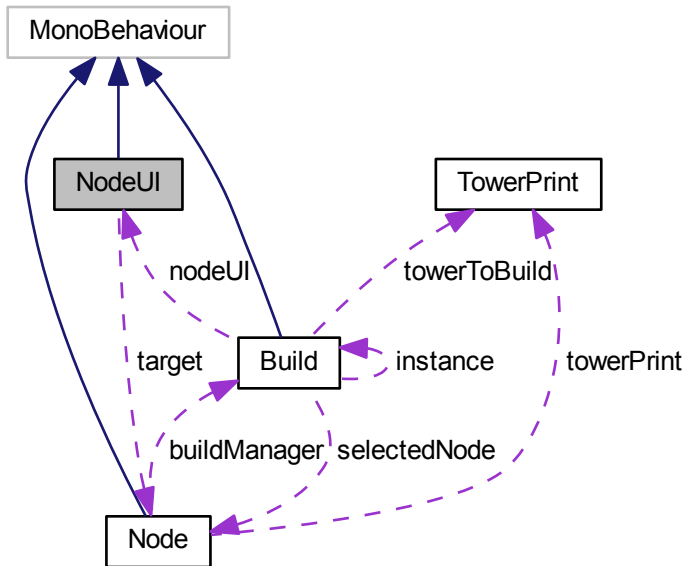 MonoBehaviour
NodeUI
TowerPrint
nodeUI
towerToBuild
target
Build
instance
towerPrint
buildManager
selectedNode
Node